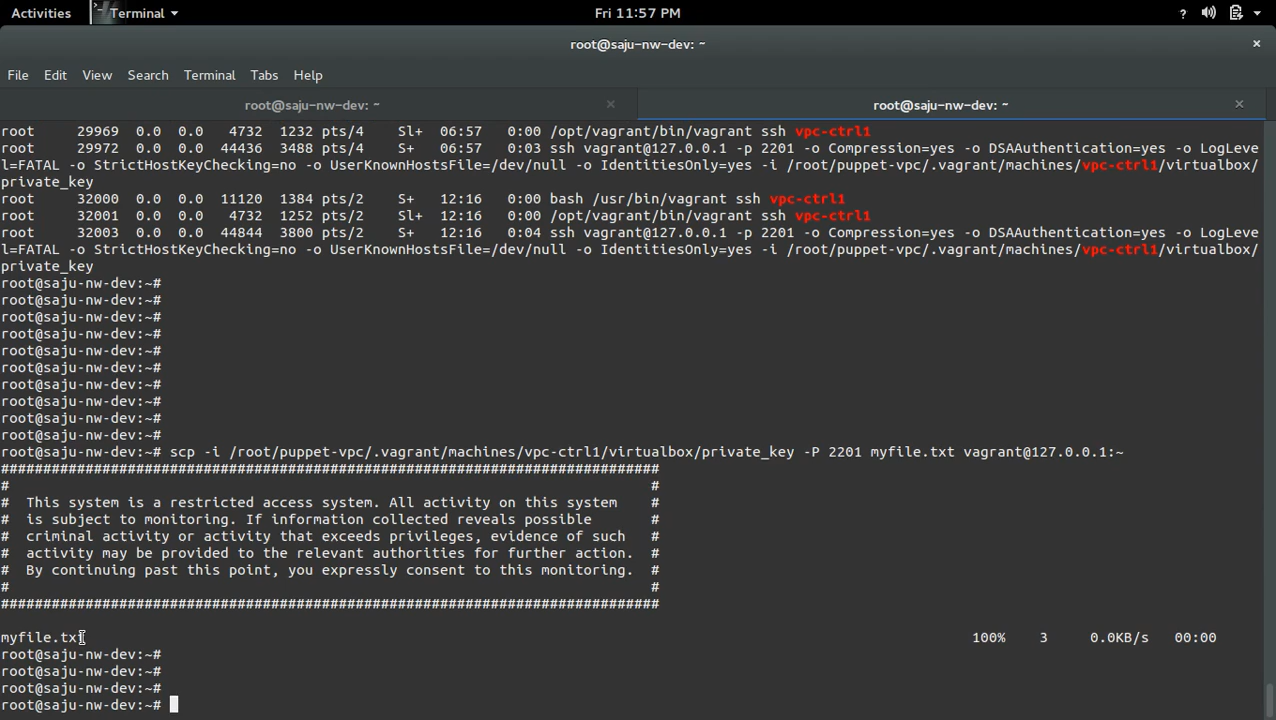 Activities Terminal Fri 11:57 PM ?
root@saju-nw-dev: ~
File Edit View Search Terminal Tabs Help
root@saju-nw-dev: ~ root@saju-nw-dev: ~
root 29969 0.0 0.0 4732 1232 pts/4 Sl+ 06:57 0:00 /opt/vagrant/bin/vagrant ssh vpc-ctrl1
root 29972 0.0 0.0 44436 3488 pts/4 S+ 06:57 0:03 ssh vagrant@127.0.0.1 -p 2201 -o Compression=yes -o DSAAuthentication=yes -o LogLeve
l=FATAL -o StrictHostKeyChecking=no -o UserKnownHostsFile=/dev/null -o IdentitiesOnly=yes -i /root/puppet-vpc/.vagrant/machines/vpc-ctrl1/virtualbox/
private_key
root 32000 0.0 0.0 11120 1384 pts/2 S+ 12:16 0:00 bash /usr/bin/vagrant ssh vpc-ctrl1
root 32001 0.0 0.0 4732 1252 pts/2 Sl+ 12:16 0:00 /opt/vagrant/bin/vagrant ssh vpc-ctrl1
root 32003 0.0 0.0 44844 3800 pts/2 S+ 12:16 0:04 ssh vagrant@127.0.0.1 -p 2201 -o Compression=yes -o DSAAuthentication=yes -o LogLeve
l=FATAL -o StrictHostKeyChecking=no -o UserKnownHostsFile=/dev/null -o IdentitiesOnly=yes -i /root/puppet-vpc/.vagrant/machines/vpc-ctrl1/virtualbox/
private_key
root@saju-nw-dev:~#
root@saju-nw-dev:~#
root@saju-nw-dev:~#
root@saju-nw-dev:~#
root@saju-nw-dev:~#
root@saju-nw-dev:~#
root@saju-nw-dev:~#
root@saju-nw-dev:~#
root@saju-nw-dev:~#
root@saju-nw-dev:~#
root@saju-nw-dev:~# scp -i /root/puppet-vpc/.vagrant/machines/vpc-ctrl1/virtualbox/private_key -P 2201 myfile.txt vagrant@127.0.0.1:~
###############################################################################
# #
# This system is a restricted access system. All activity on this system #
# is subject to monitoring. If information collected reveals possible #
# criminal activity or activity that exceeds privileges, evidence of such #
# activity may be provided to the relevant authorities for further action. #
# By continuing past this point, you expressly consent to this monitoring. #
# #
###############################################################################
myfile.txt 100% 3 0.0KB/s 00:00
root@saju-nw-dev:~#
root@saju-nw-dev:~#
root@saju-nw-dev:~#
root@saju-nw-dev:~#